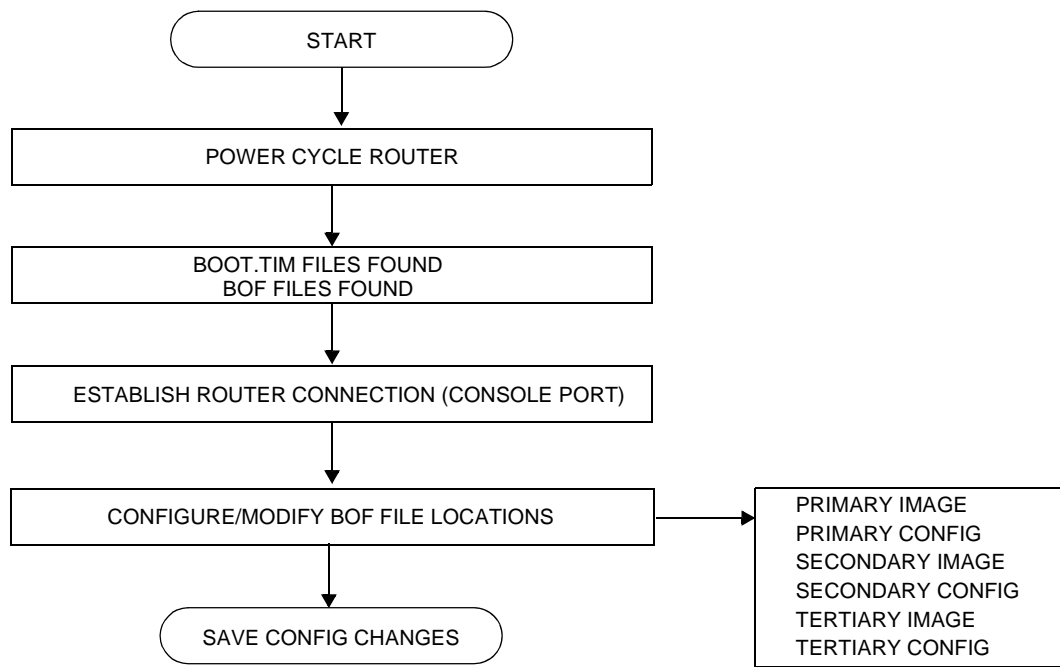 START
POWER CYCLE ROUTER
BOOT.TIM FILES FOUND
BOF FILES FOUND
ESTABLISH ROUTER CONNECTION (CONSOLE PORT)
CONFIGURE/MODIFY BOF FILE LOCATIONS
PRIMARY IMAGE
PRIMARY CONFIG
SECONDARY IMAGE
SECONDARY CONFIG
TERTIARY IMAGE
TERTIARY CONFIG
SAVE CONFIG CHANGES